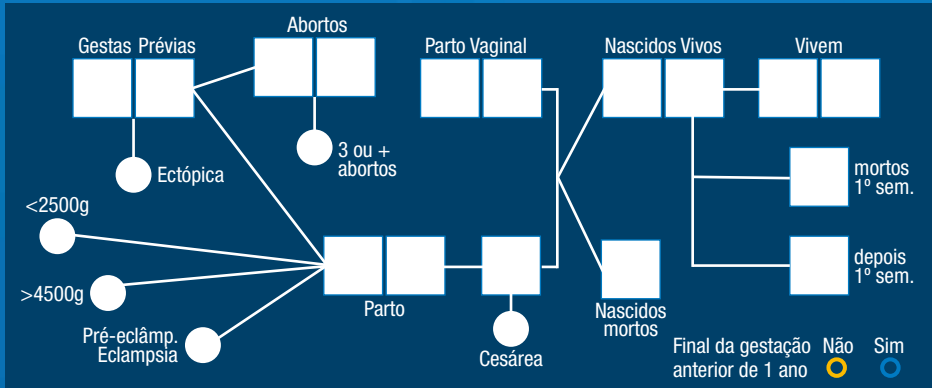 Gestas Prévias
Abortos
Parto Vaginal
Nascidos Vivos
Vivem
Ectópica
3 ou +
abortos
mortos
1º sem.
<2500g
>4500g
Pré-eclâmp.
Eclampsia
Parto
Cesárea
Nascidos
mortos
depois
1º sem.
Final da gestação
anterior de 1 ano
Não
Sim